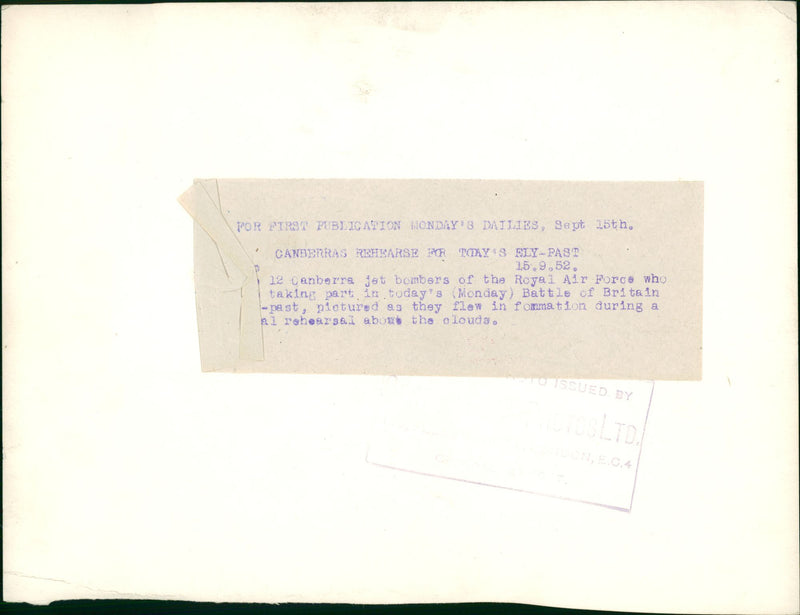 FOR FIRST PUBLICATION MONDAY'S DAILIES, Sept 15th.
CANBERRAS REHEARSE FOR TODAY'S FLY-PAST
15.9.52.
12 Canberra jet bombers of the Royal Air Force who
taking part in today's (Monday) Battle of Britain
-past, pictured as they flew in formation during a
al rehearsal above the clouds.
TO ISSUED BY
LTD.
E.C.4